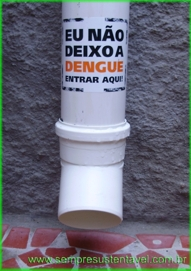 EU NÃO
DEIXO A
DENGUE
ENTRAR AQUI!
www.sempresustentavel.com.br